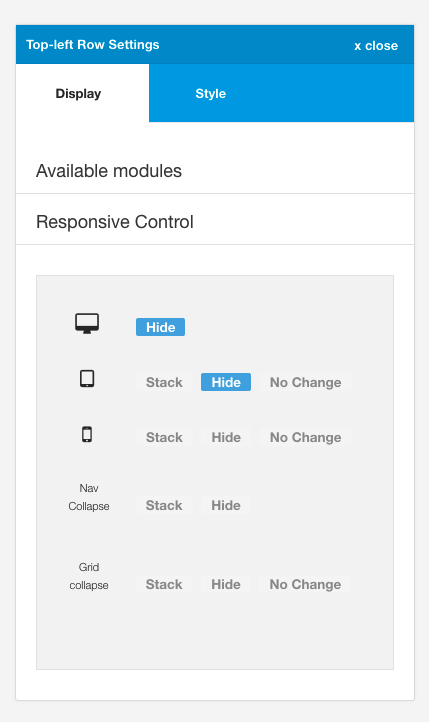 Top-left Row Settings x close
Display Style
Available modules
Responsive Control
Hide
Stack Hide No Change
Stack Hide No Change
Nav
Collapse
Stack Hide
Grid
collapse
Stack Hide No Change